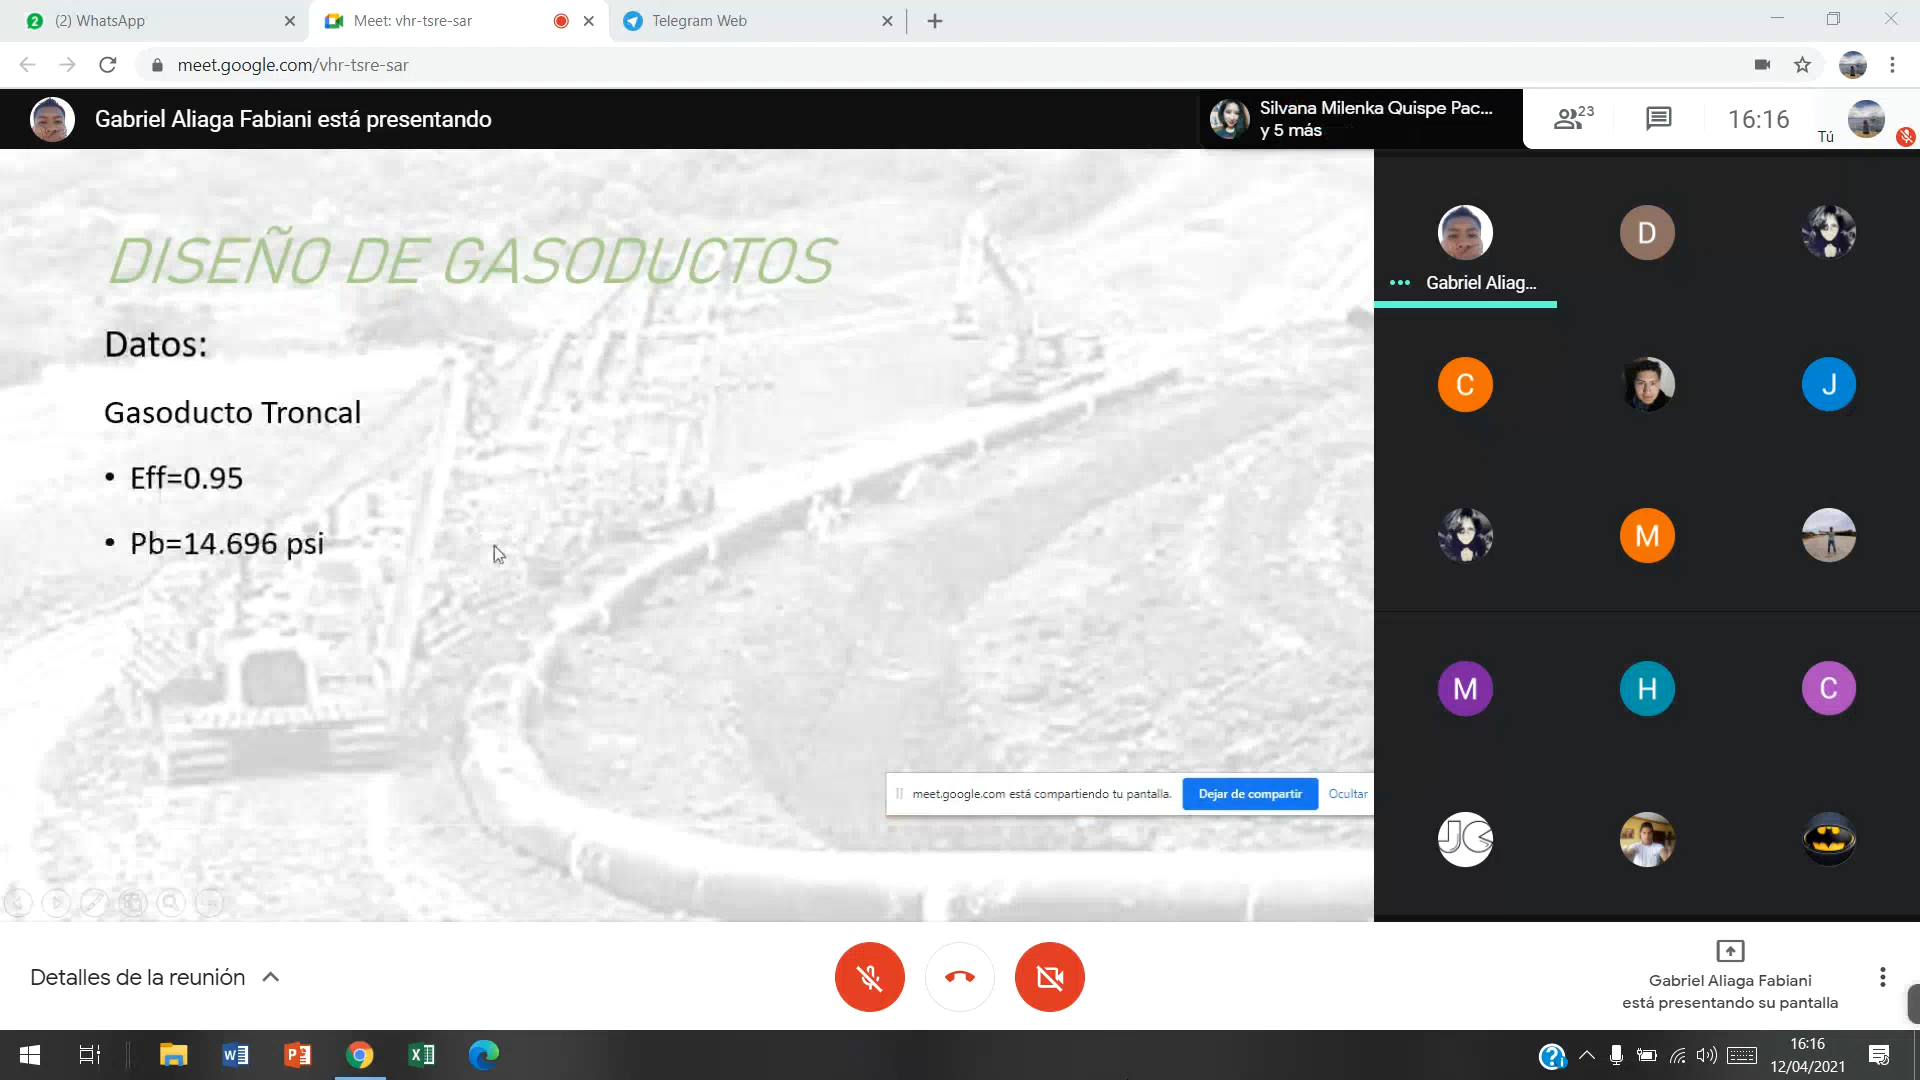 (2) WhatsApp
Meet: vhr-tsre-sar
Telegram Web
meet.google.com/vhr-tsre-sar
Gabriel Aliaga Fabiani está presentando
Silvana Milenka Quispe Pac...
y 5 más
23
16:16
Tú
DISEÑO DE GASODUCTOS
Datos:
Gasoducto Troncal
• Eff=0.95
• Pb=14.696 psi
Gabriel Aliag...
D
C
J
M
M
H
C
JC
meet.google.com está compartiendo tu pantalla.
Dejar de compartir
Ocultar
Detalles de la reunión
Gabriel Aliaga Fabiani
está presentando su pantalla
16:16
12/04/2021